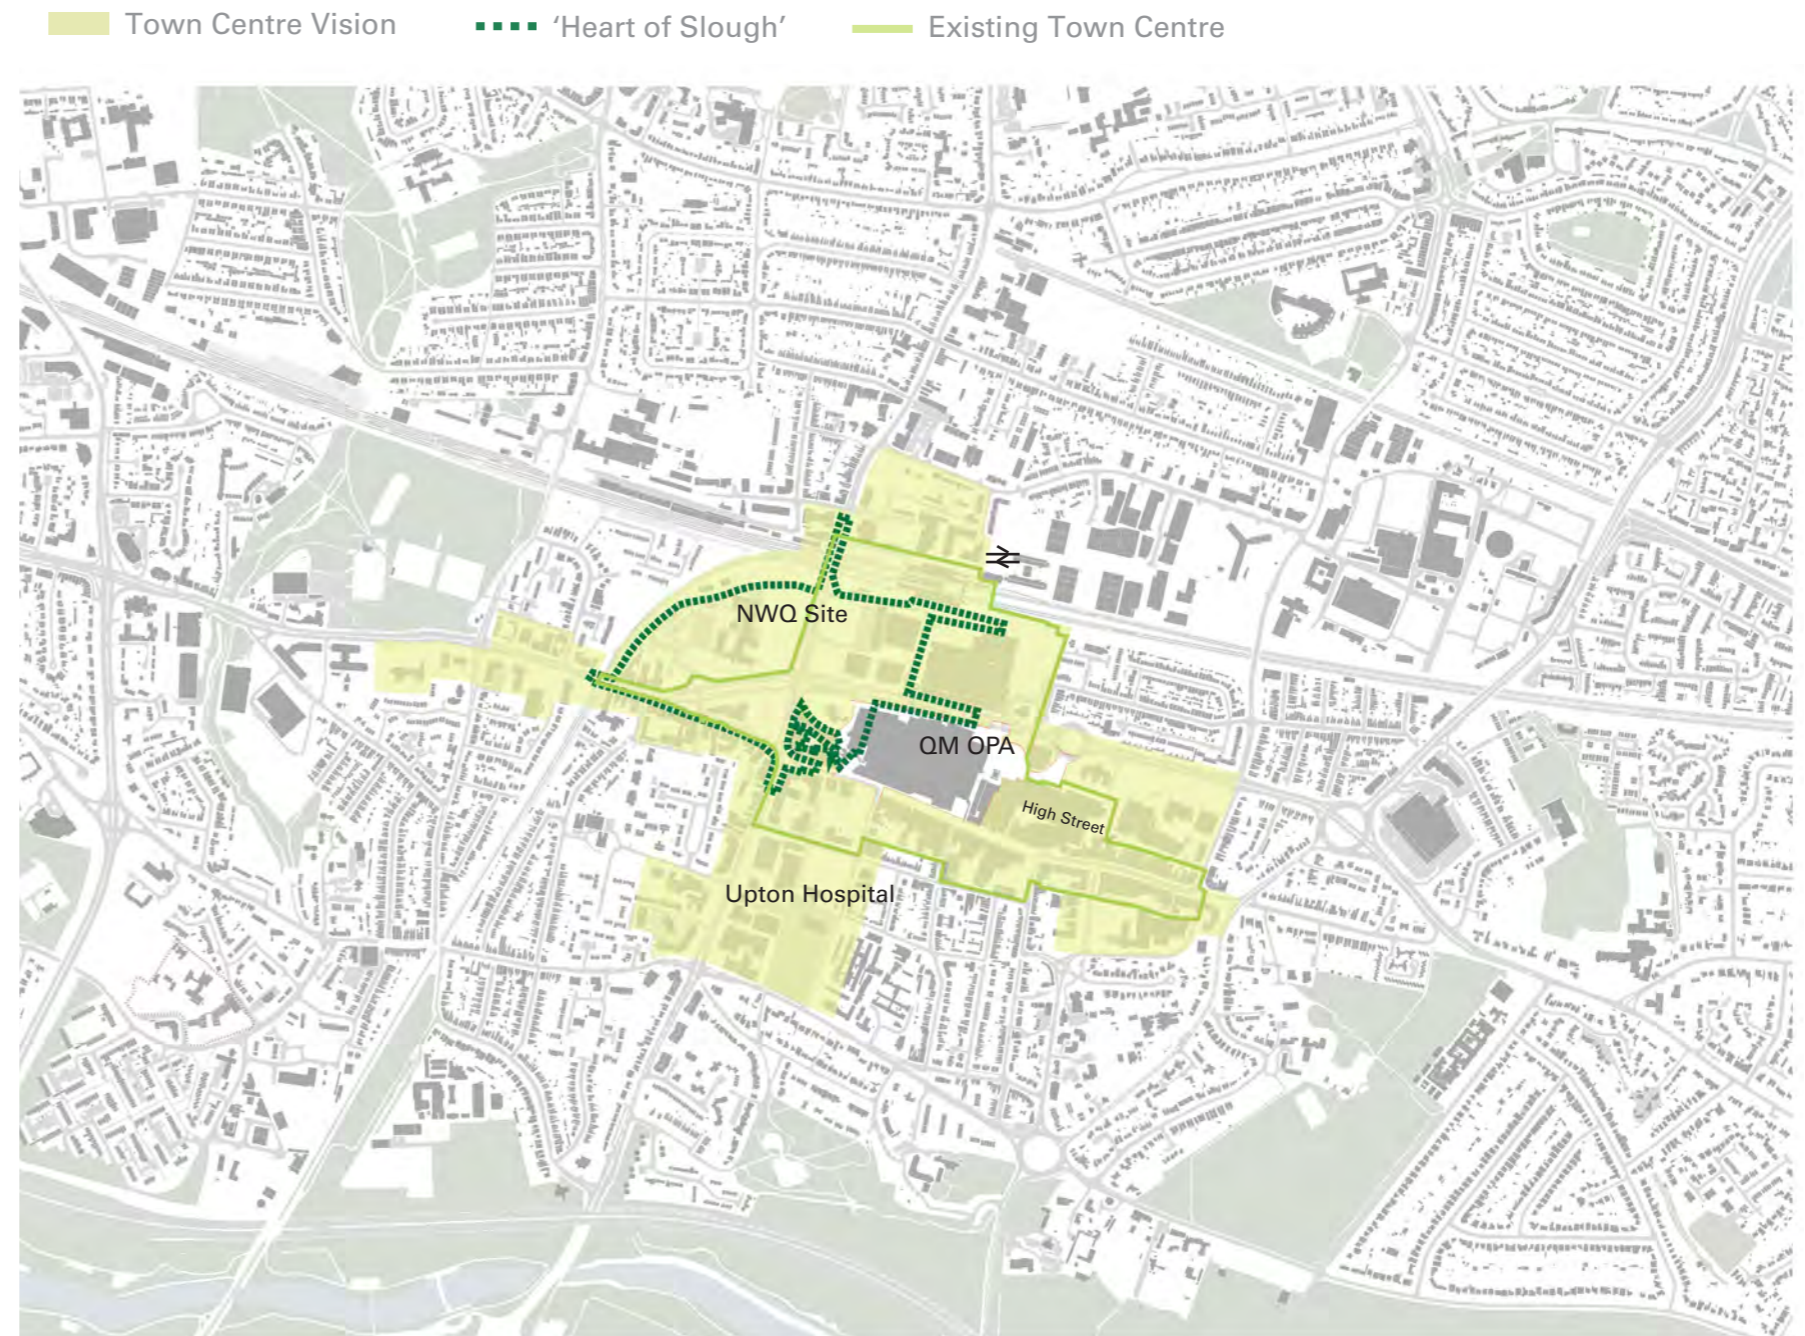 Town Centre Vision
‘Heart of Slough’
Existing Town Centre
NWQ Site
QM OPA
High Street
Upton Hospital